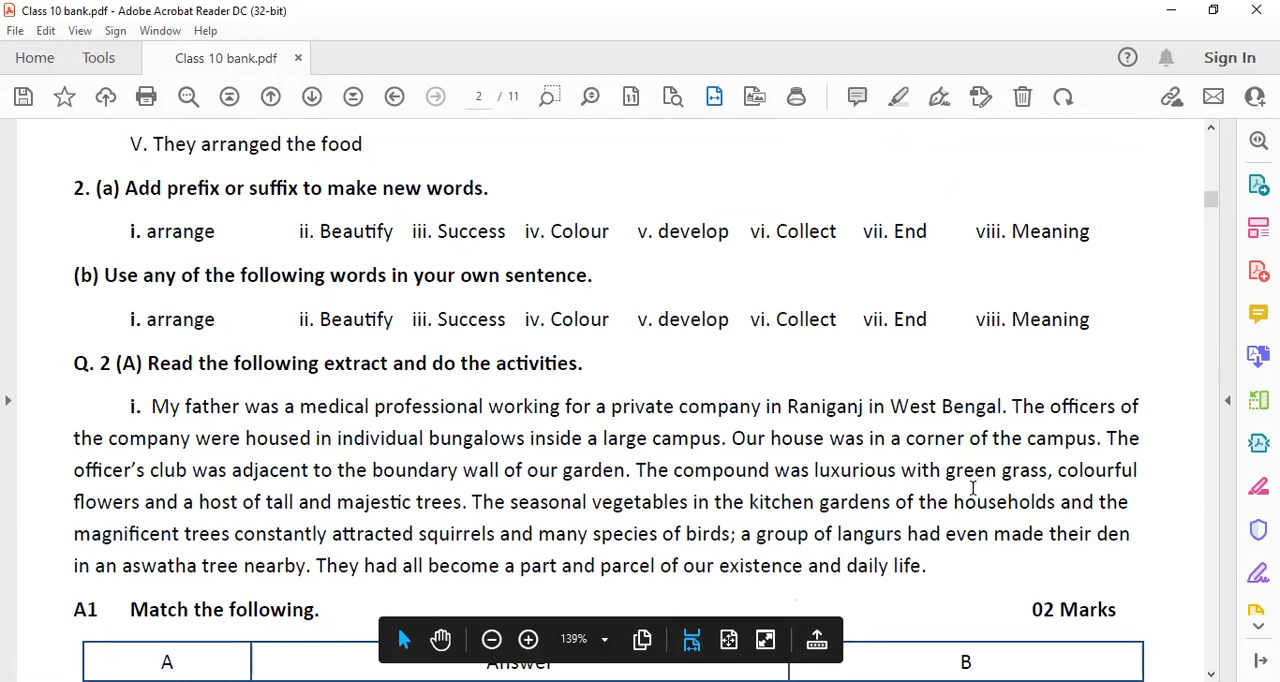 Class 10 bank.pdf - Adobe Acrobat Reader DC (32-bit)
File Edit View Sign Window Help
Home Tools Class 10 bank.pdf × Sign In
2 / 11
V. They arranged the food
2. (a) Add prefix or suffix to make new words.
i. arrange ii. Beautify iii. Success iv. Colour v. develop vi. Collect vii. End viii. Meaning
(b) Use any of the following words in your own sentence.
i. arrange ii. Beautify iii. Success iv. Colour v. develop vi. Collect vii. End viii. Meaning
Q. 2 (A) Read the following extract and do the activities.
i. My father was a medical professional working for a private company in Raniganj in West Bengal. The officers of
the company were housed in individual bungalows inside a large campus. Our house was in a corner of the campus. The
officer’s club was adjacent to the boundary wall of our garden. The compound was luxurious with green grass, colourful
flowers and a host of tall and majestic trees. The seasonal vegetables in the kitchen gardens of the households and the
magnificent trees constantly attracted squirrels and many species of birds; a group of langurs had even made their den
in an aswatha tree nearby. They had all become a part and parcel of our existence and daily life.
A1 Match the following. 02 Marks
139%
A Answer B